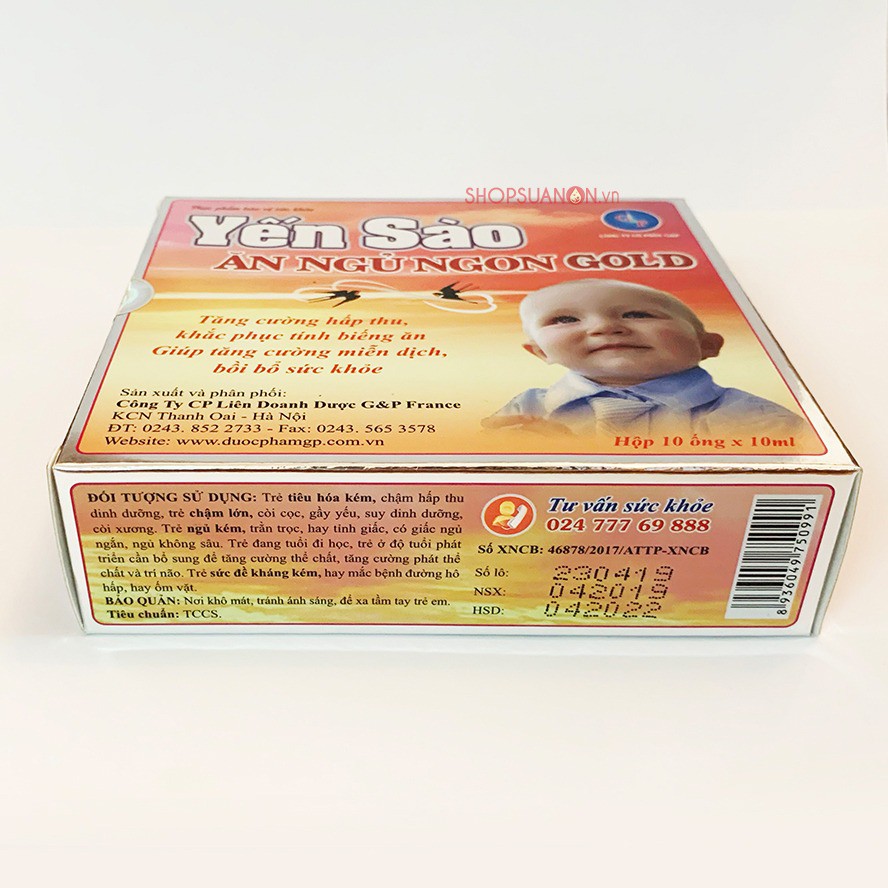 SHOPSUANON.vn
Thực phẩm bảo vệ sức khỏe
Yến Sào
ĂN NGỦ NGON GOLD
Tăng cường hấp thu,
khắc phục tính biếng ăn
Giúp tăng cường miễn dịch,
bồi bổ sức khỏe
Sản xuất và phân phối:
Công Ty CP Liên Doanh Dược G&P France
KCN Thanh Oai - Hà Nội
ĐT: 0243. 852 2733 - Fax: 0243. 565 3578
Website: www.duocphamgp.com.vn
Hộp 10 ống x 10ml
ĐỐI TƯỢNG SỬ DỤNG: Trẻ tiêu hóa kém, chậm hấp thu
dinh dưỡng, trẻ chậm lớn, còi cọc, gầy yếu, suy dinh dưỡng,
còi xương. Trẻ ngủ kém, trằn trọc, hay tỉnh giấc, có giấc ngủ
ngắn, ngủ không sâu. Trẻ đang tuổi đi học, trẻ ở độ tuổi phát
triển cần bổ sung để tăng cường thể chất, tăng cường phát thể
chất và trí não. Trẻ sức đề kháng kém, hay mắc bệnh đường hô
hấp, hay ốm vặt.
BẢO QUẢN: Nơi khô mát, tránh ánh sáng, để xa tầm tay trẻ em.
Tiêu chuẩn: TCCS.
Tư vấn sức khỏe
024 777 69 888
Số XNCB: 46878/2017/ATTP-XNCB
Số lô: 230419
NSX: 042019
HSD: 042022
8 936049 750991